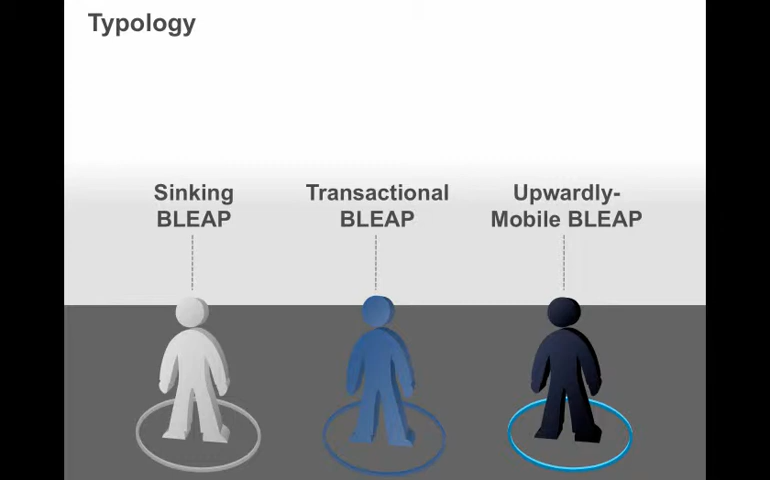 Typology
Sinking
BLEAP
Transactional
BLEAP
Upwardly-
Mobile BLEAP